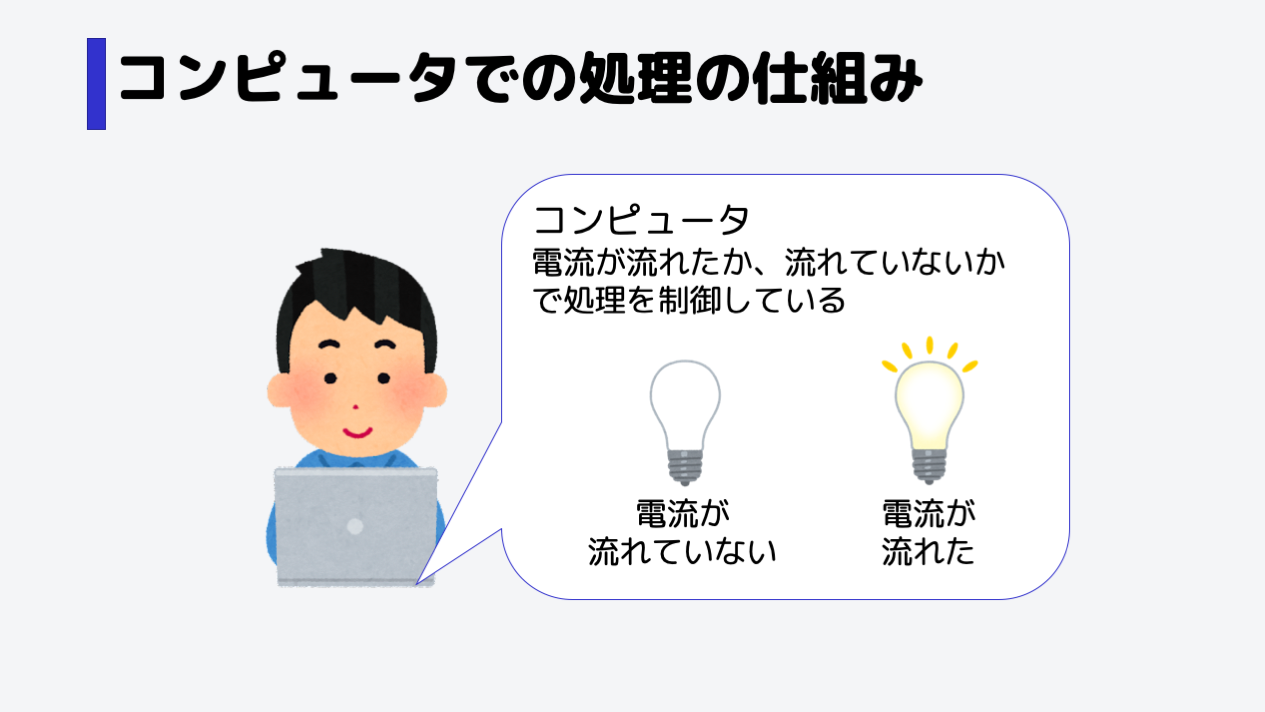 コンピュータでの処理の仕組み
コンピュータ
電流が流れたか、流れていないか
で処理を制御している
電流が
流れていない
電流が
流れた